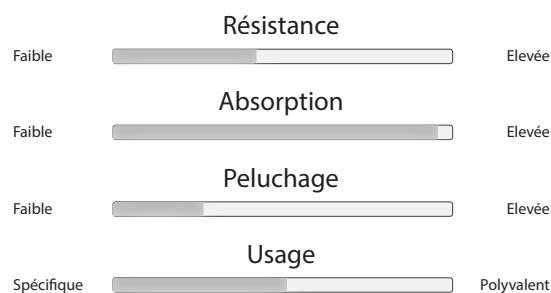 Résistance
Faible Elevée
Absorption
Faible Elevée
Peluchage
Faible Elevée
Usage
Spécifique Polyvalent